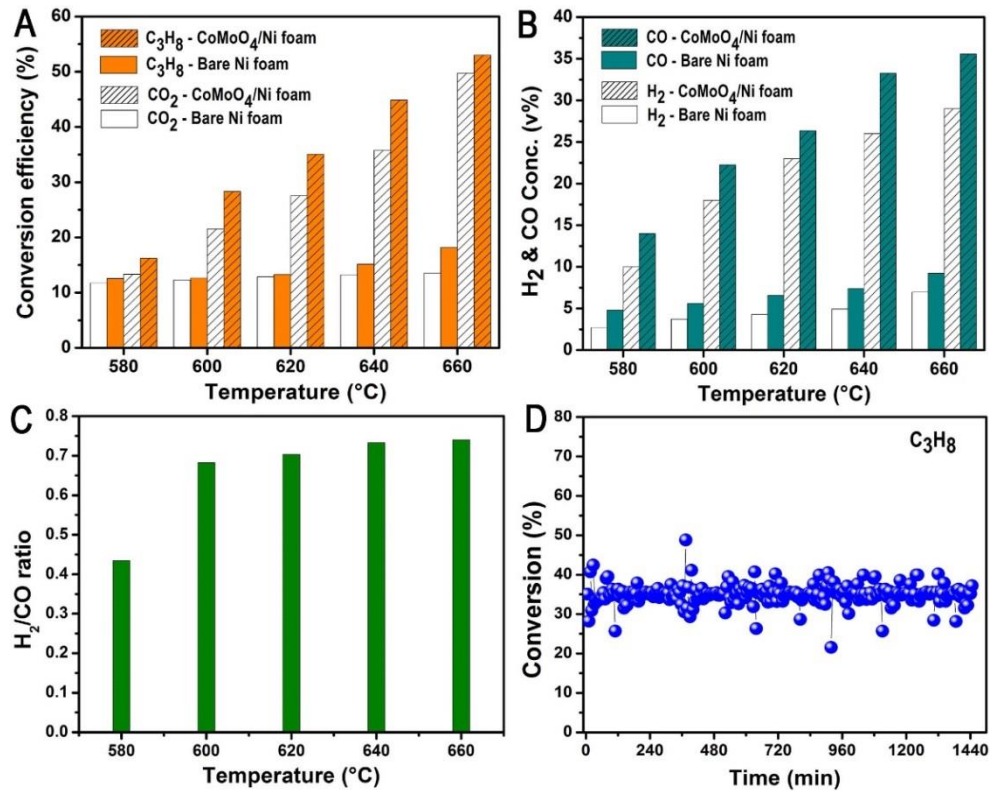 A
Conversion efficiency (%)
60
50
40
30
20
10
0
C₃H₈ - CoMoO₄/Ni foam
C₃H₈ - Bare Ni foam
CO₂ - CoMoO₄/Ni foam
CO₂ - Bare Ni foam
580 600 620 640 660
Temperature (°C)
B
H₂ & CO Conc. (v%)
40
35
30
25
20
15
10
5
0
CO - CoMoO₄/Ni foam
CO - Bare Ni foam
H₂ - CoMoO₄/Ni foam
H₂ - Bare Ni foam
580 600 620 640 660
Temperature (°C)
C
H₂/CO ratio
0.8
0.7
0.6
0.5
0.4
0.3
0.2
0.1
0.0
580 600 620 640 660
Temperature (°C)
D
Conversion (%)
80
70
60
50
40
30
20
10
0
C₃H₈
0 240 480 720 960 1200 1440
Time (min)